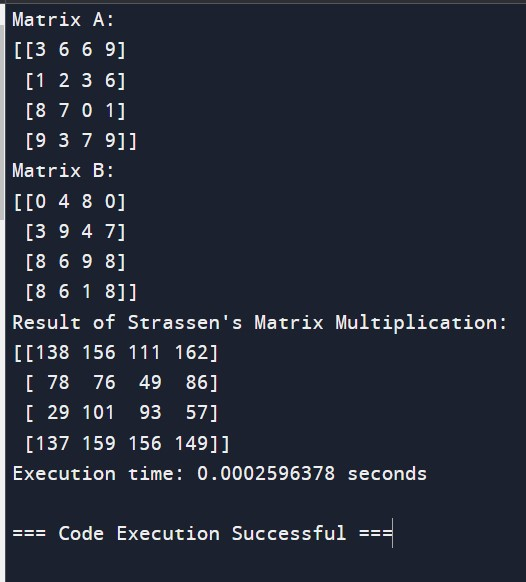 Matrix A:
[[3 6 6 9]
 [1 2 3 6]
 [8 7 0 1]
 [9 3 7 9]]
Matrix B:
[[0 4 8 0]
 [3 9 4 7]
 [8 6 9 8]
 [8 6 1 8]]
Result of Strassen's Matrix Multiplication:
[[138 156 111 162]
 [ 78  76  49  86]
 [ 29 101  93  57]
 [137 159 156 149]]
Execution time: 0.0002596378 seconds
=== Code Execution Successful ===